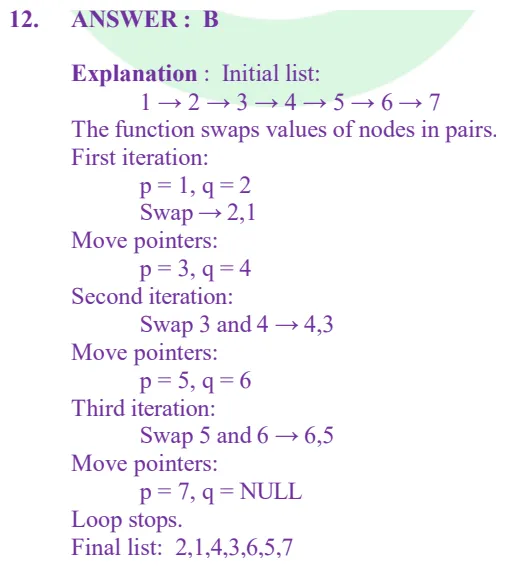 12. ANSWER : B
Explanation : Initial list:
1 → 2 → 3 → 4 → 5 → 6 → 7
The function swaps values of nodes in pairs.
First iteration:
p = 1, q = 2
Swap → 2,1
Move pointers:
p = 3, q = 4
Second iteration:
Swap 3 and 4 → 4,3
Move pointers:
p = 5, q = 6
Third iteration:
Swap 5 and 6 → 6,5
Move pointers:
p = 7, q = NULL
Loop stops.
Final list: 2,1,4,3,6,5,7